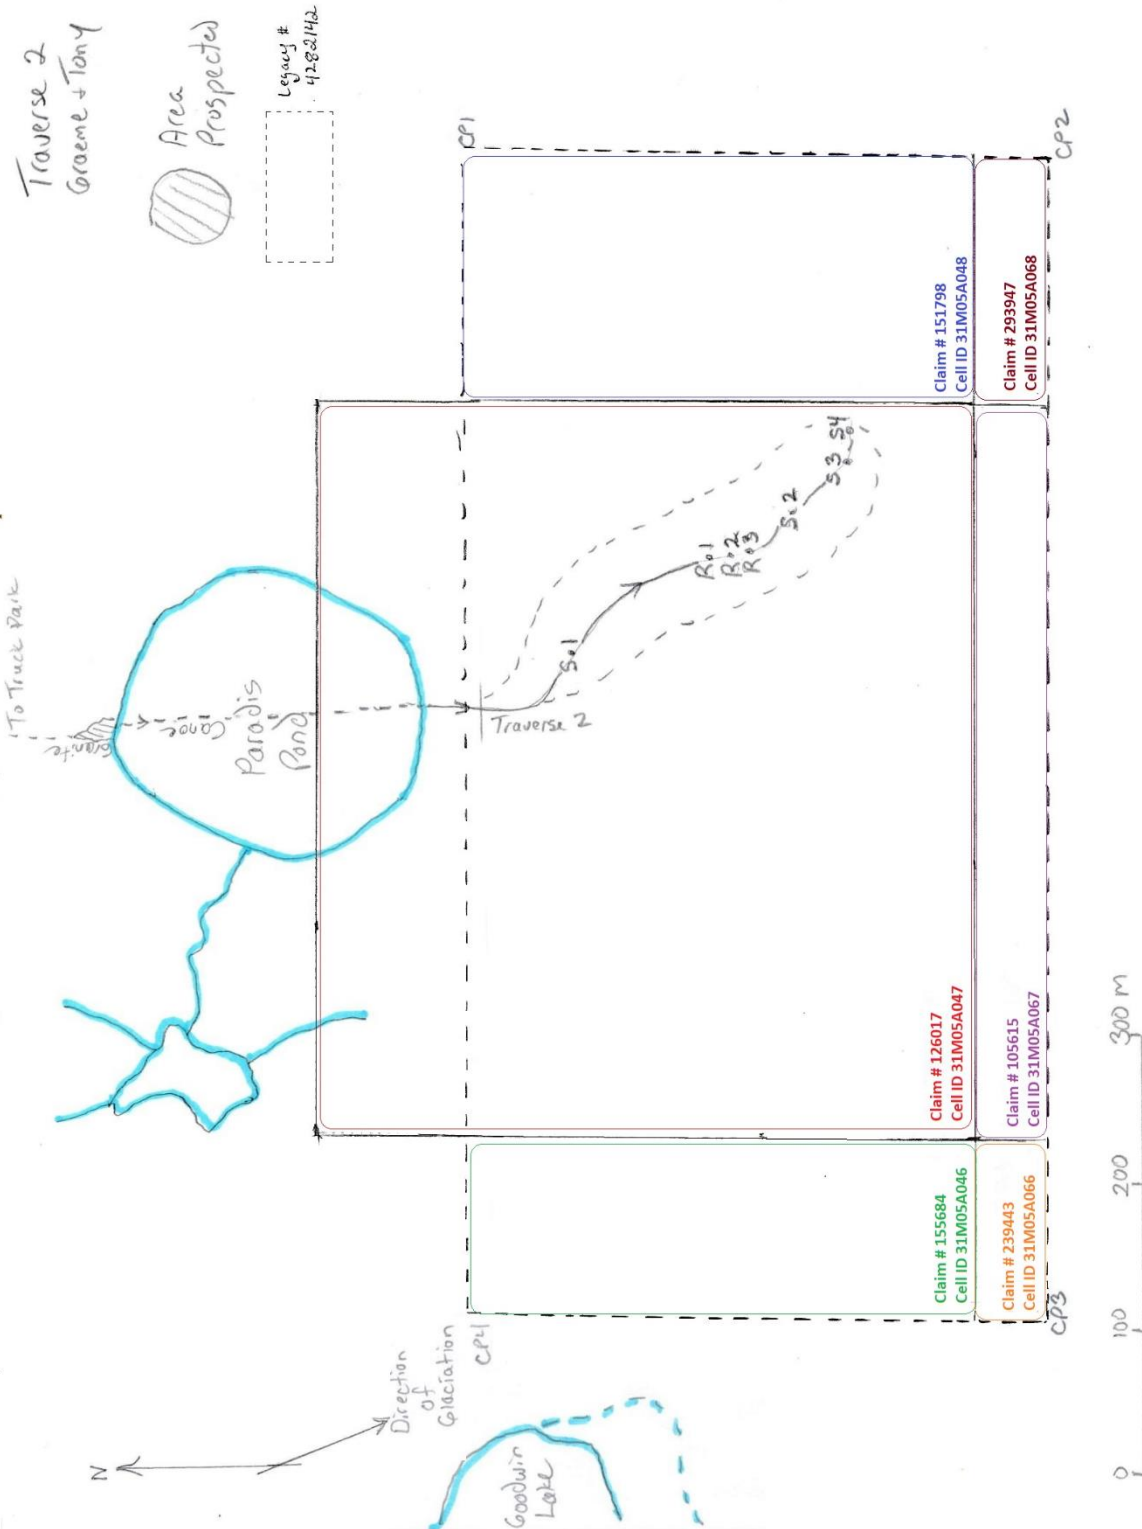 Traverse 2
Graeme + Tony
Area
Prospected
Legacy #
4282142
To Truck Park
Granite
Canoe
Paradis
Pond
N
Direction
of
Glaciation
Goodwin
Lake
CP4
CP1
Traverse 2
S.1
R.1
R.2
R.3
S.2
S3
S4
Claim # 155684
Cell ID 31M05A046
Claim # 126017
Cell ID 31M05A047
Claim # 151798
Cell ID 31M05A048
Claim # 239443
Cell ID 31M05A066
Claim # 105615
Cell ID 31M05A067
Claim # 293947
Cell ID 31M05A068
CP3
CP2
0 100 200 300 m